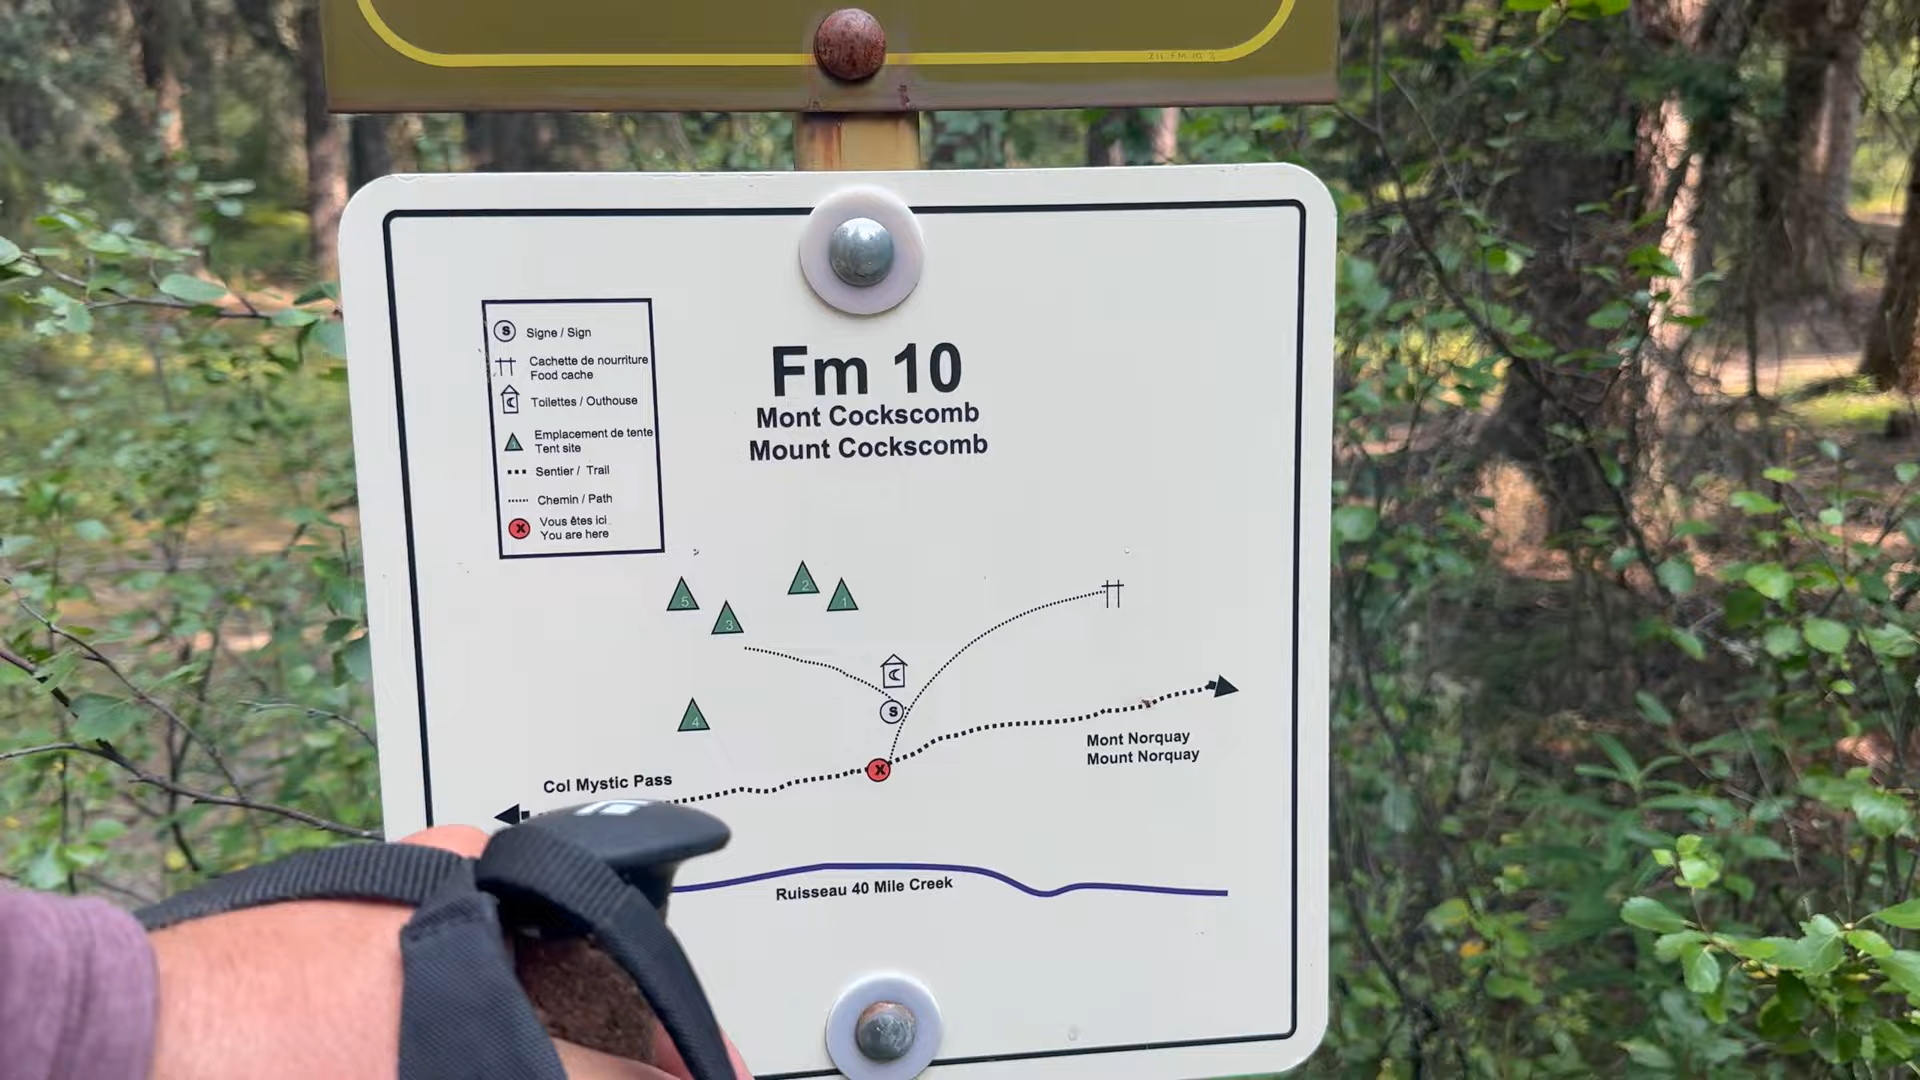 S Signe / Sign
Cachette de nourriture
Food cache
Toilettes / Outhouse
Emplacement de tente
Tent site
Sentier / Trail
Chemin / Path
X Vous êtes ici
You are here
Fm 10
Mont Cockscomb
Mount Cockscomb
2
5
1
3
S
4
Mont Norquay
Mount Norquay
X
Col Mystic Pass
Ruisseau 40 Mile Creek